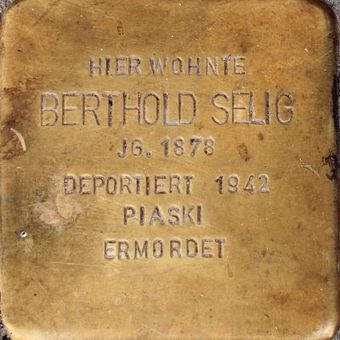 HIER WOHNTE
BERTHOLD SELIG
JG. 1878
DEPORTIERT 1942
PIASKI
ERMORDET